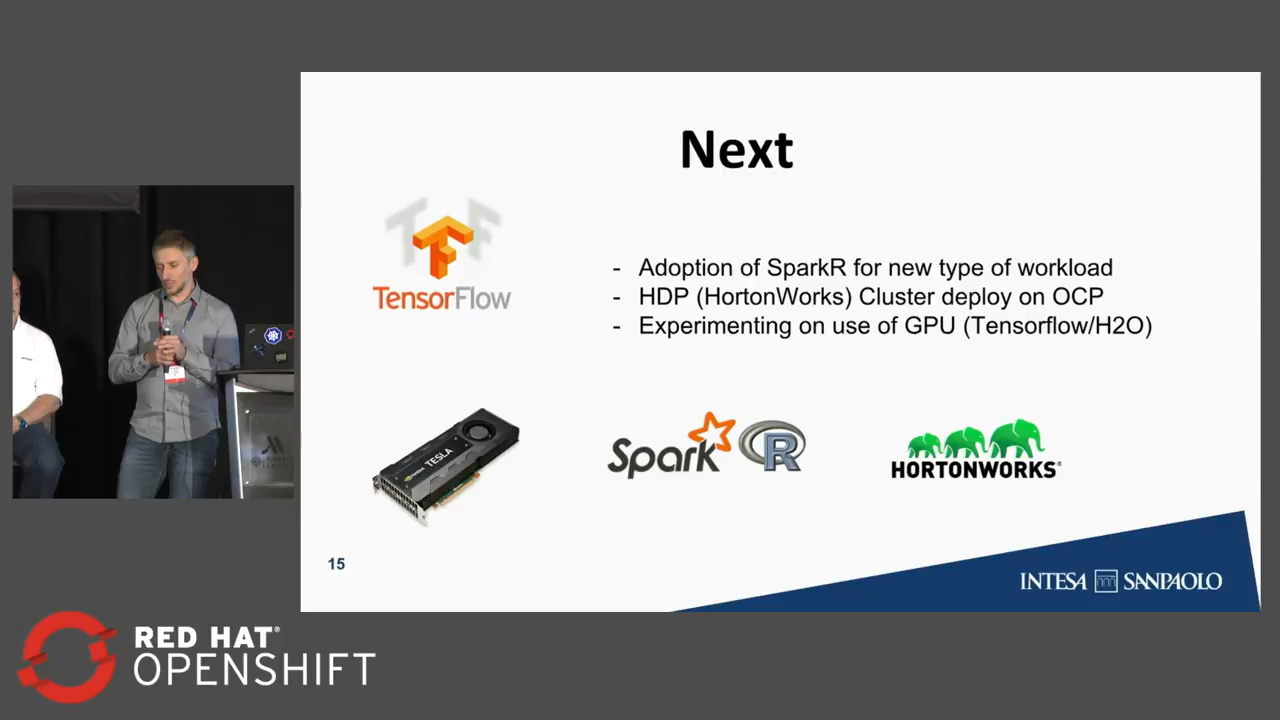 Next
TensorFlow
- Adoption of SparkR for new type of workload
- HDP (HortonWorks) Cluster deploy on OCP
- Experimenting on use of GPU (Tensorflow/H2O)
TESLA
Spark R
HORTONWORKS®
15
INTESA SANPAOLO
RED HAT®
OPENSHIFT